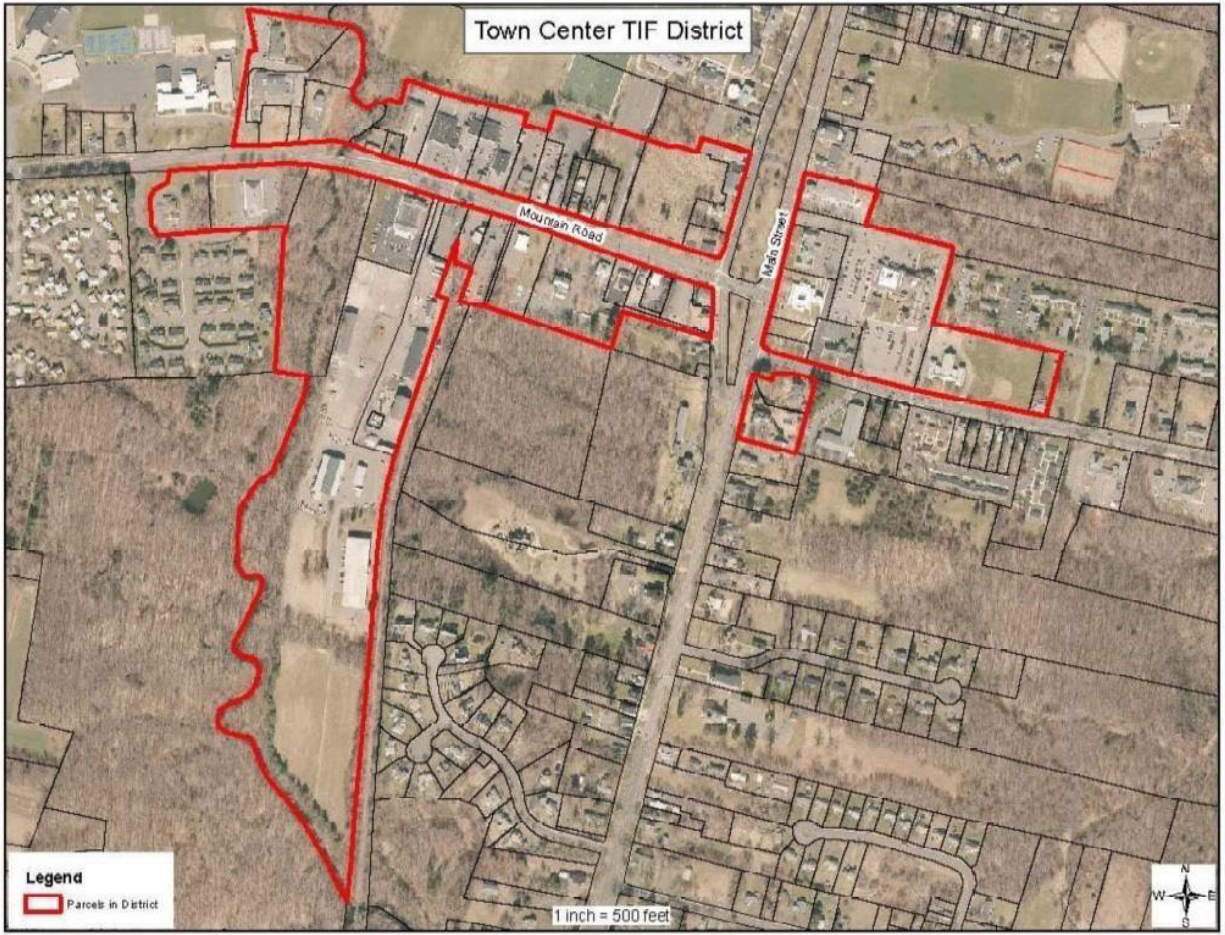 Town Center TIF District
Main Street
Mountain Road
Legend
Parcels in District
1 inch = 500 feet
N
W E
S